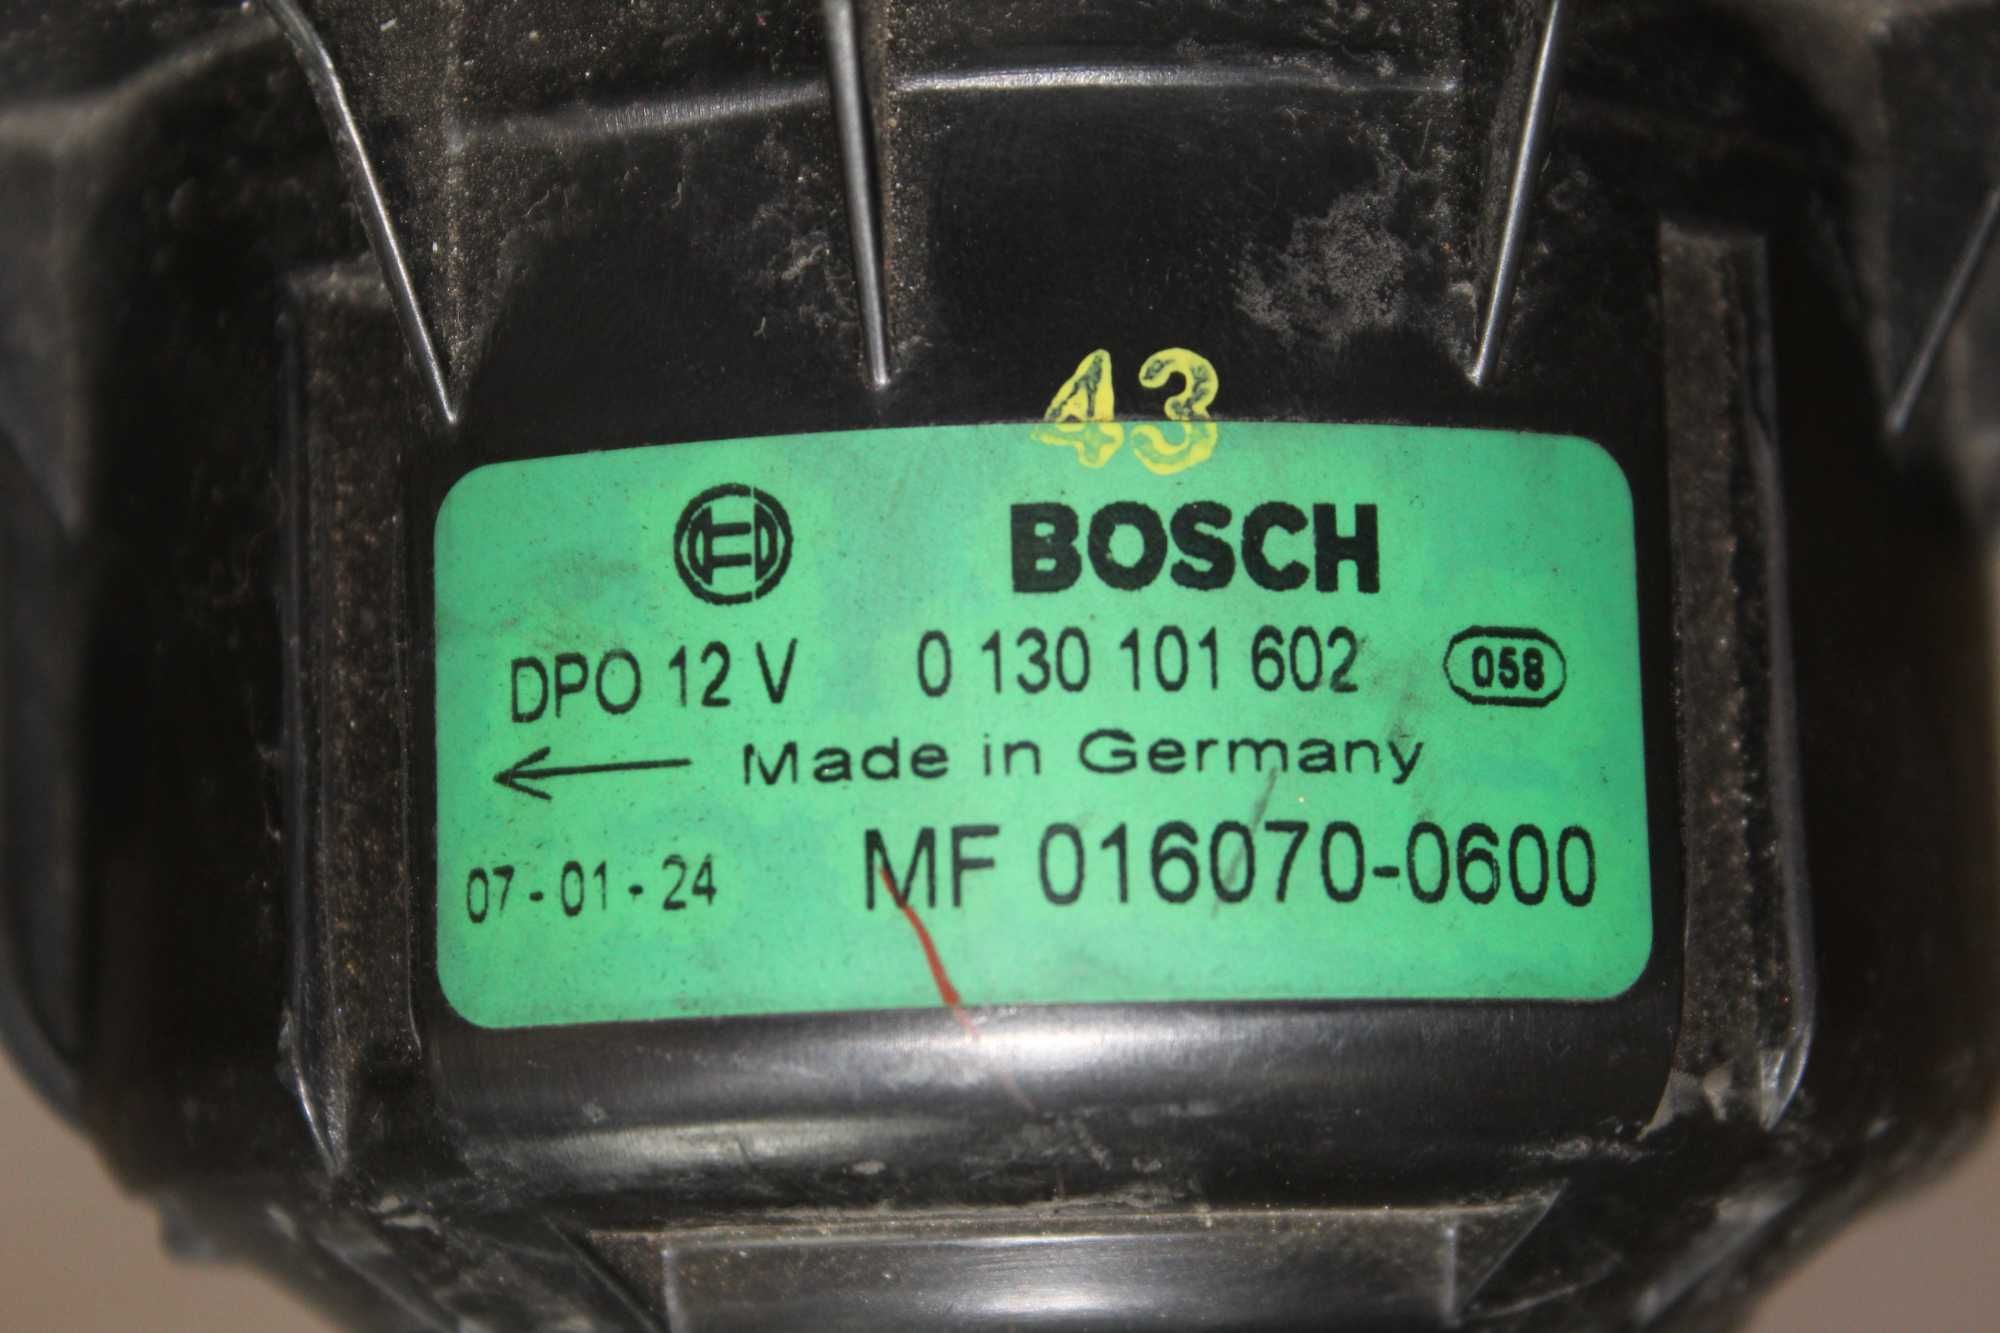 43
BOSCH
DPO 12 V 0 130 101 602 058
Made in Germany
07-01-24 MF 016070-0600